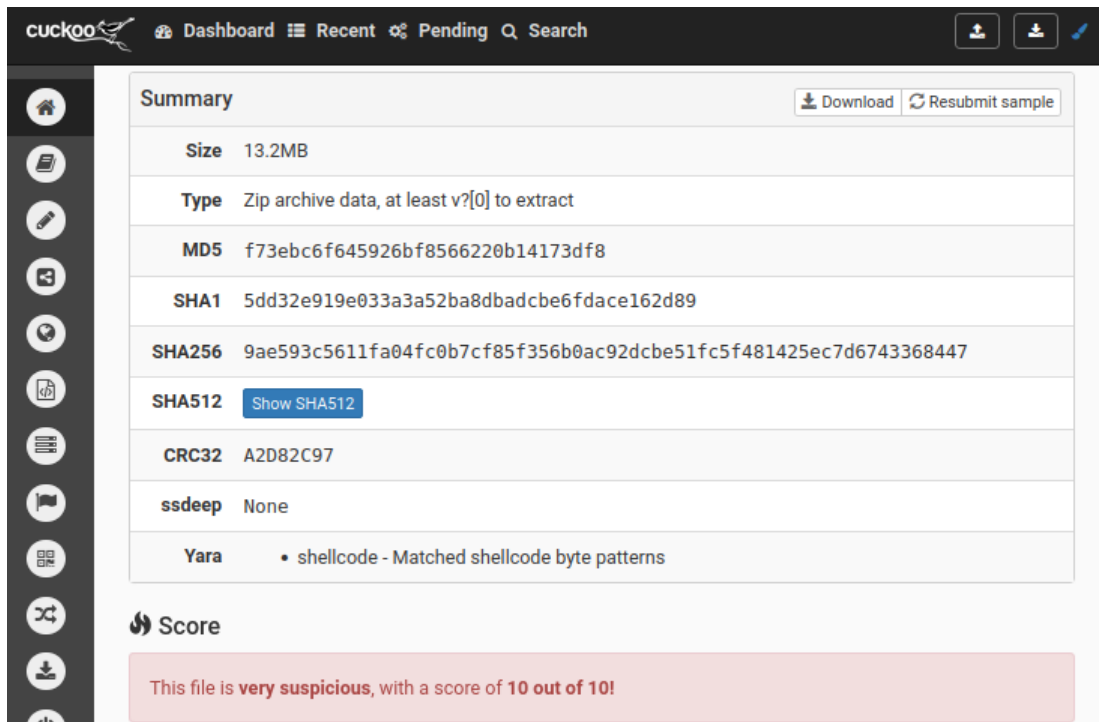 cuckoo Dashboard Recent Pending Search
Summary Download Resubmit sample
Size 13.2MB
Type Zip archive data, at least v?[0] to extract
MD5 f73ebc6f645926bf8566220b14173df8
SHA1 5dd32e919e033a3a52ba8dbadcbe6fdace162d89
SHA256 9ae593c5611fa04fc0b7cf85f356b0ac92dcbe51fc5f481425ec7d6743368447
SHA512 Show SHA512
CRC32 A2D82C97
ssdeep None
Yara • shellcode - Matched shellcode byte patterns
Score
This file is very suspicious, with a score of 10 out of 10!